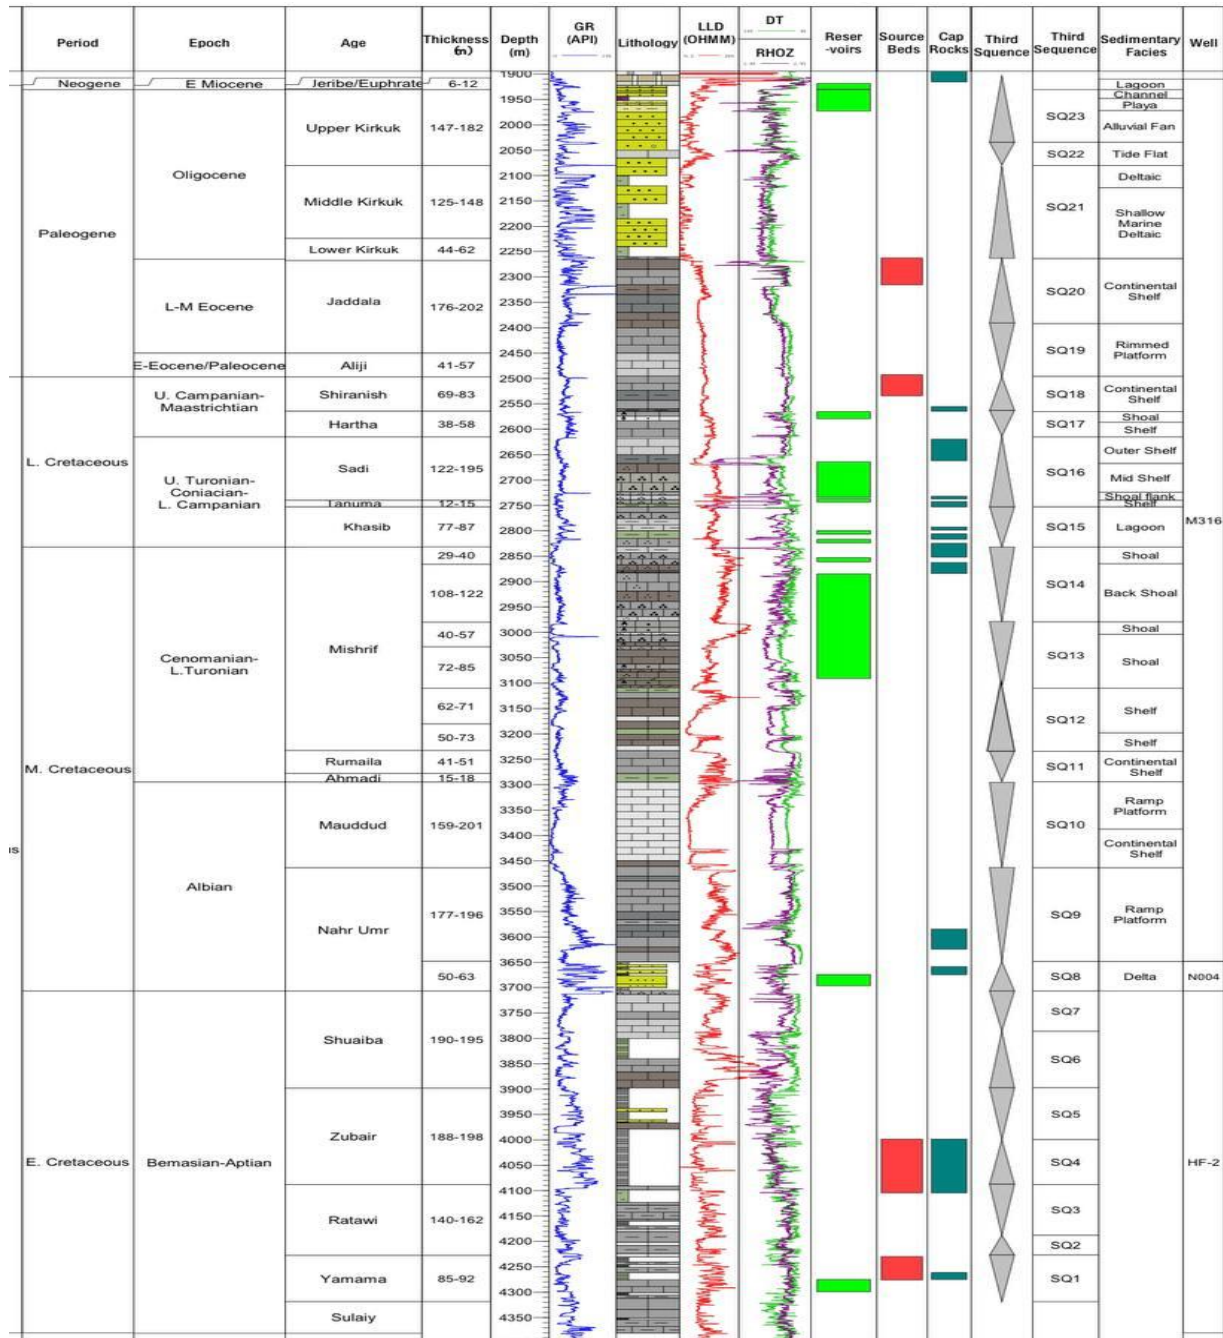 Period
Epoch
Age
Thickness
(m)
Depth
(m)
GR
(API)
Lithology
LLD
(OHMM)
DT
RHOZ
Reser
-voirs
Source
Beds
Cap
Rocks
Third
Squence
Third
Sequence
Sedimentary
Facies
Well
Neogene
E Miocene
Jeribe/Euphrate
6-12
Paleogene
Oligocene
Upper Kirkuk
147-182
Middle Kirkuk
125-148
Lower Kirkuk
44-62
L-M Eocene
Jaddala
176-202
E-Eocene/Paleocene
Aliji
41-57
L. Cretaceous
U. Campanian-
Maastrichtian
Shiranish
69-83
Hartha
38-58
U. Turonian-
Coniacian-
L. Campanian
Sadi
122-195
Tanuma
12-15
Khasib
77-87
M. Cretaceous
Cenomanian-
L.Turonian
Mishrif
29-40
108-122
40-57
72-85
62-71
50-73
Rumaila
41-51
Ahmadi
15-18
Albian
Mauddud
159-201
Nahr Umr
177-196
50-63
E. Cretaceous
Bemasian-Aptian
Shuaiba
190-195
Zubair
188-198
Ratawi
140-162
Yamama
85-92
Sulaiy
1900
1950
2000
2050
2100
2150
2200
2250
2300
2350
2400
2450
2500
2550
2600
2650
2700
2750
2800
2850
2900
2950
3000
3050
3100
3150
3200
3250
3300
3350
3400
3450
3500
3550
3600
3650
3700
3750
3800
3850
3900
3950
4000
4050
4100
4150
4200
4250
4300
4350
SQ23
SQ22
SQ21
SQ20
SQ19
SQ18
SQ17
SQ16
SQ15
SQ14
SQ13
SQ12
SQ11
SQ10
SQ9
SQ8
SQ7
SQ6
SQ5
SQ4
SQ3
SQ2
SQ1
Lagoon
Channel
Playa
Alluvial Fan
Tide Flat
Deltaic
Shallow
Marine
Deltaic
Continental
Shelf
Rimmed
Platform
Continental
Shelf
Shoal
Shelf
Outer Shelf
Mid Shelf
Shoal flank
Shelf
Lagoon
Shoal
Back Shoal
Shoal
Shoal
Shelf
Shelf
Continental
Shelf
Ramp
Platform
Continental
Shelf
Ramp
Platform
Delta
M316
N004
HF-2